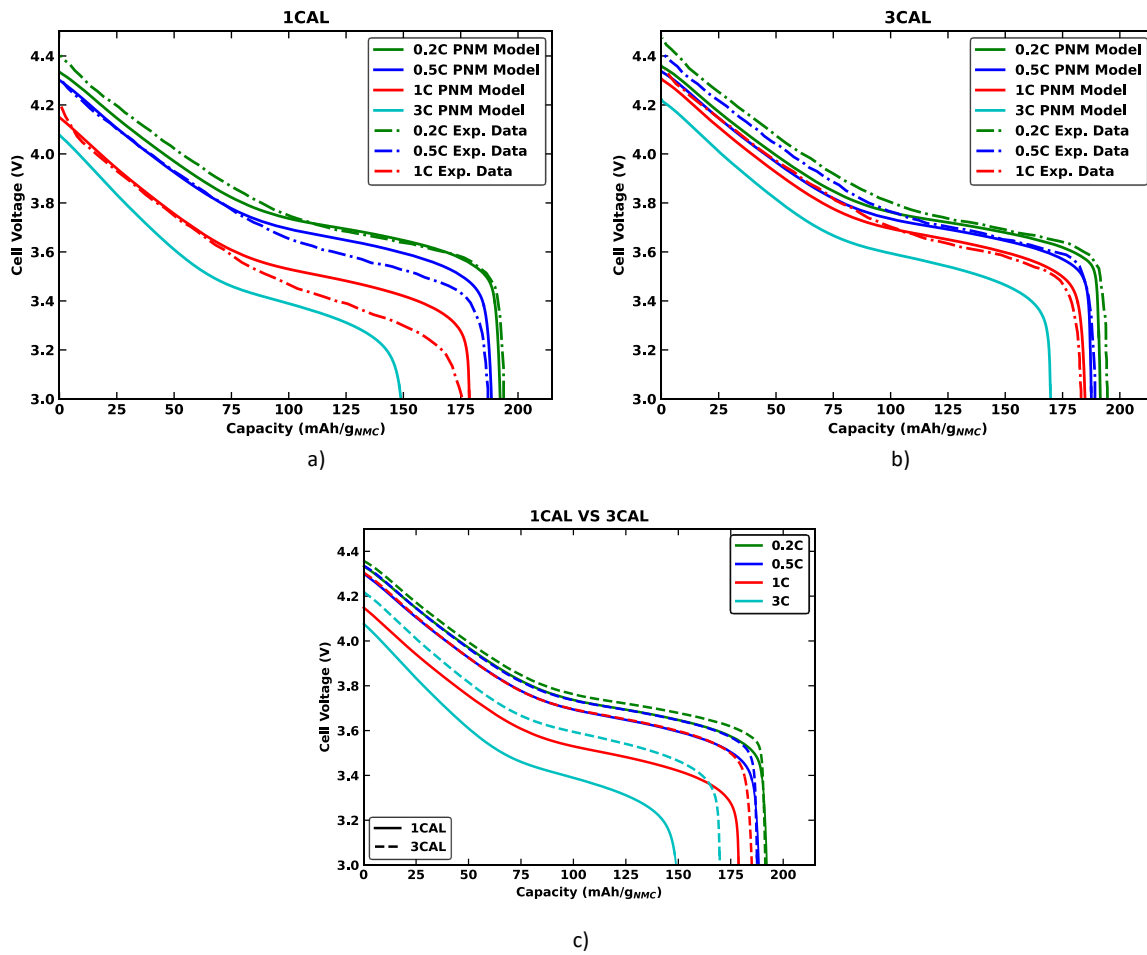 1CAL
4.4
4.2
4.0
3.8
3.6
3.4
3.2
3.0
Cell Voltage (V)
0 25 50 75 100 125 150 175 200
Capacity (mAh/gNMC)
0.2C PNM Model
0.5C PNM Model
1C PNM Model
3C PNM Model
0.2C Exp. Data
0.5C Exp. Data
1C Exp. Data
a)
3CAL
4.4
4.2
4.0
3.8
3.6
3.4
3.2
3.0
Cell Voltage (V)
0 25 50 75 100 125 150 175 200
Capacity (mAh/gNMC)
0.2C PNM Model
0.5C PNM Model
1C PNM Model
3C PNM Model
0.2C Exp. Data
0.5C Exp. Data
1C Exp. Data
b)
1CAL VS 3CAL
4.4
4.2
4.0
3.8
3.6
3.4
3.2
3.0
Cell Voltage (V)
0 25 50 75 100 125 150 175 200
Capacity (mAh/gNMC)
0.2C
0.5C
1C
3C
1CAL
3CAL
c)